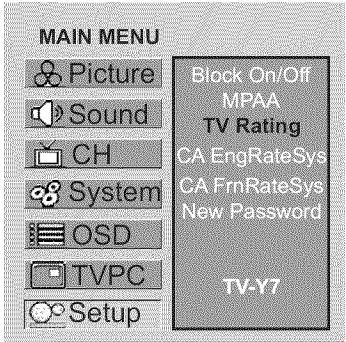 MAIN MENU
Picture
Sound
CH
System
OSD
TVPC
Setup
Block On/Off
MPAA
TV Rating
CA EngRateSys
CA FrnRateSys
New Password
TV-Y7